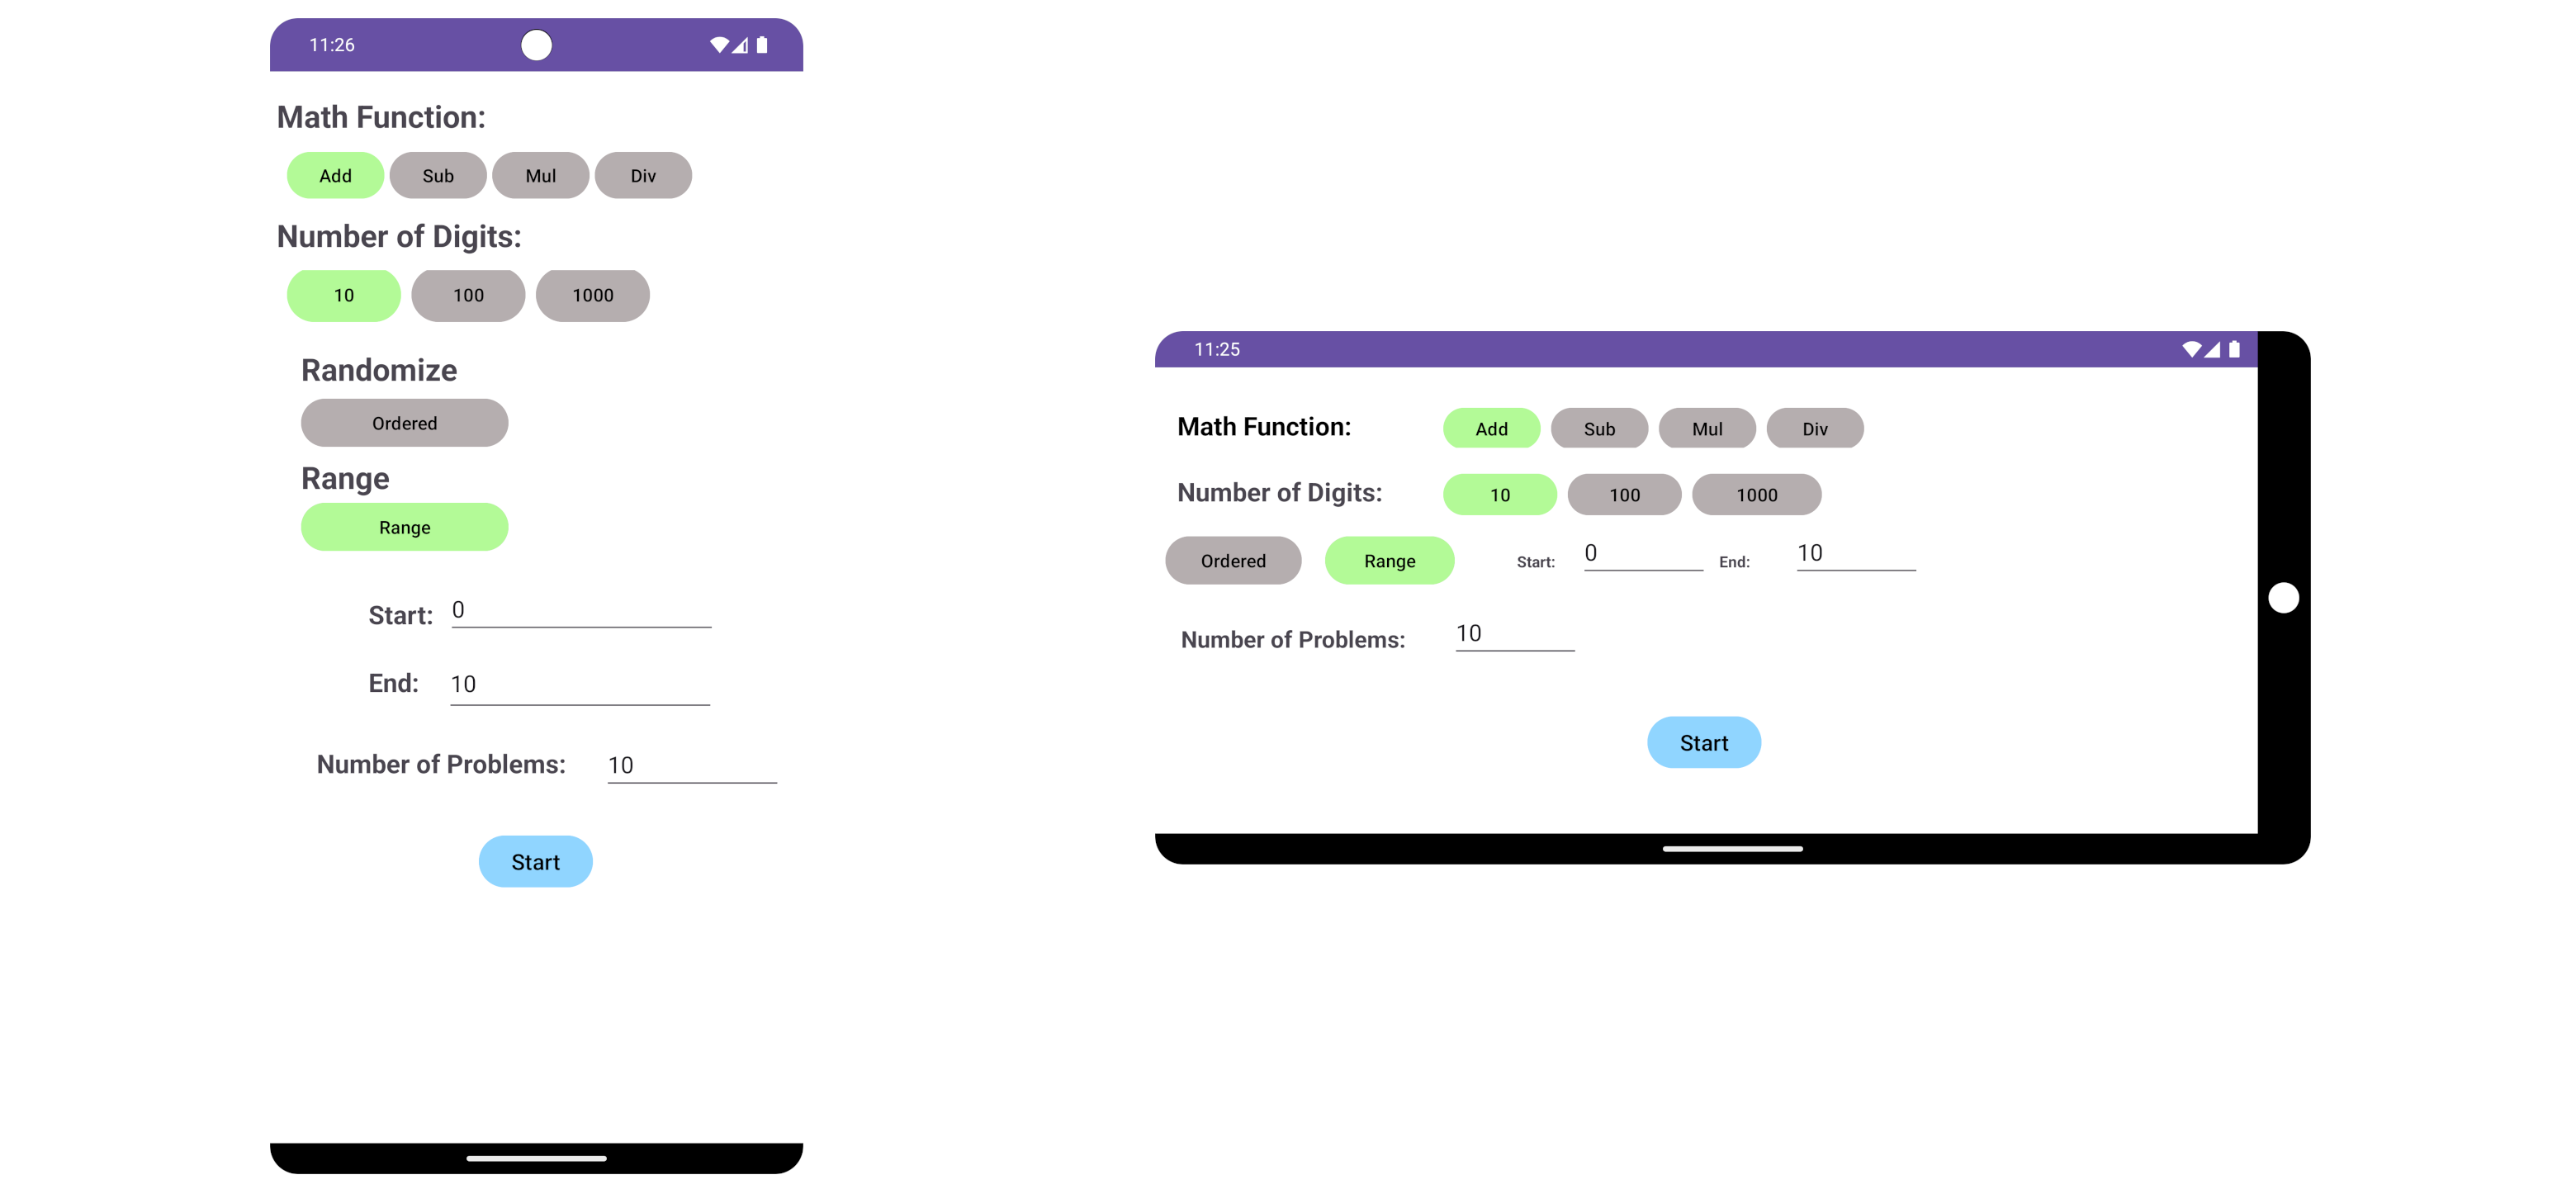 11:26
Math Function:
Add Sub Mul Div
Number of Digits:
10 100 1000
Randomize
Ordered
Range
Range
Start: 0
End: 10
Number of Problems: 10
Start
11:25
Math Function: Add Sub Mul Div
Number of Digits: 10 100 1000
Ordered Range Start: 0 End: 10
Number of Problems: 10
Start